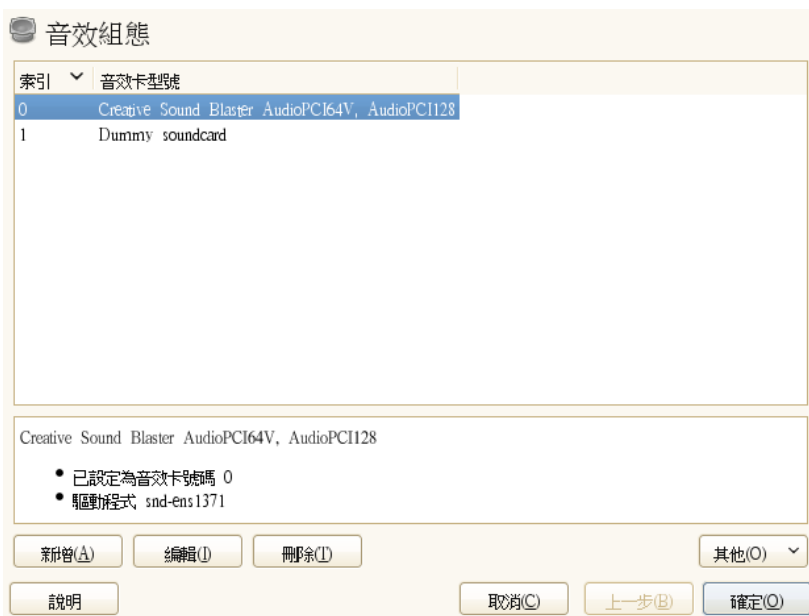 音效組態
索引 音效卡型號
0 Creative Sound Blaster AudioPCI64V, AudioPCI128
1 Dummy soundcard
Creative Sound Blaster AudioPCI64V, AudioPCI128
• 已設定為音效卡號碼 0
• 驅動程式 snd-ens1371
新增(A) 編輯(I) 刪除(T) 其他(O)
說明 取消(C) 上一步(B) 確定(O)